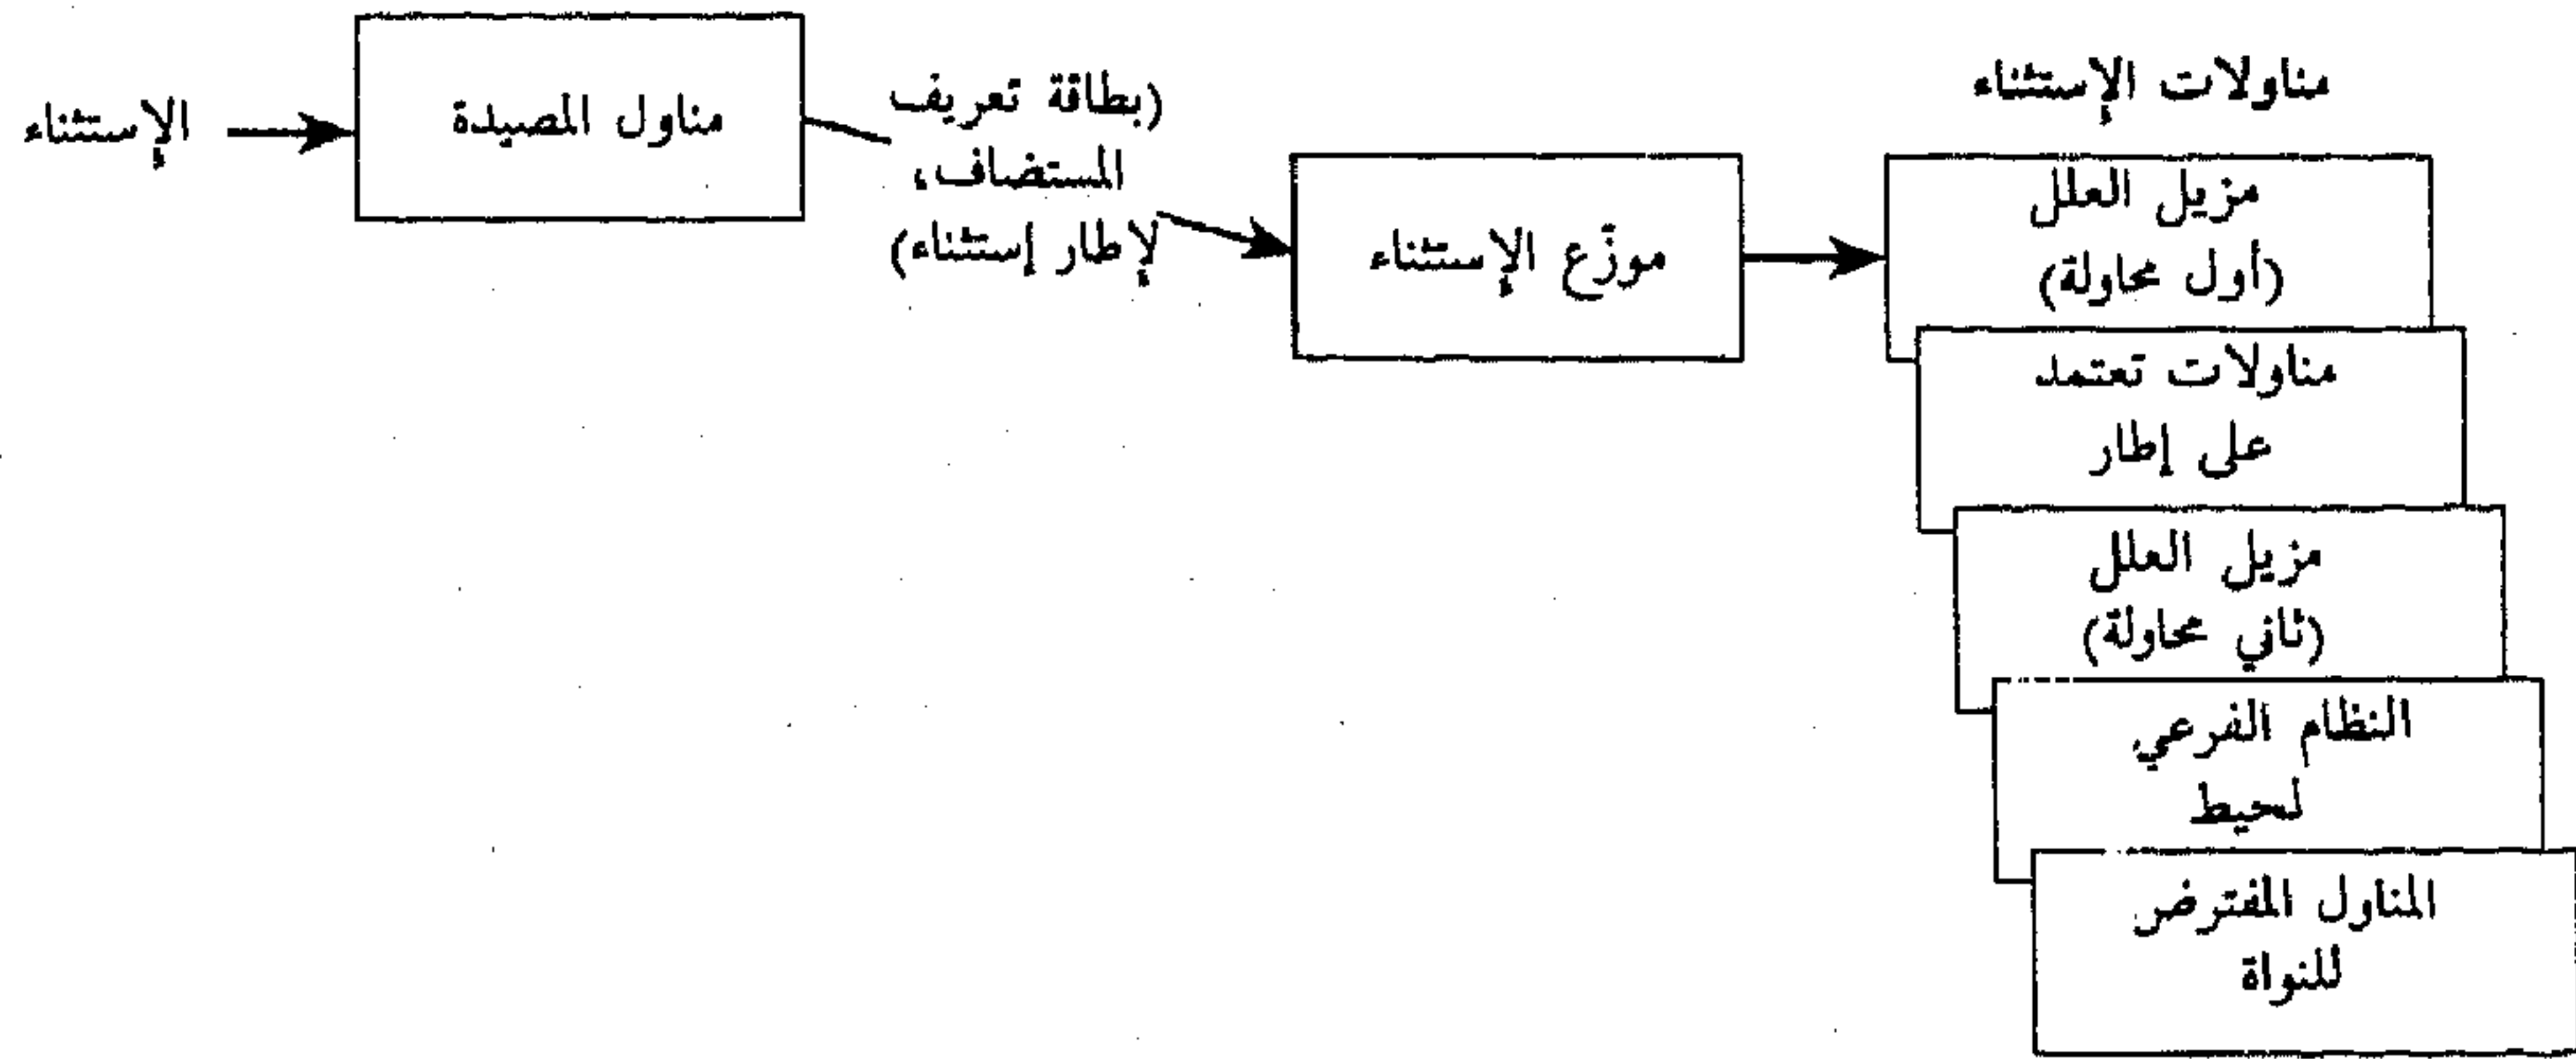 الإستثناء
مناول المصيدة
(بطاقة تعريف
المستضاف،
لإطار إستثناء)
موزّع الإستثناء
مناولات الإستثناء
مزيل العلل
(أول محاولة)
مناولات تعتمد
على إطار
مزيل العلل
(ثاني محاولة)
النظام الفرعي
لمحيط
المناول المفترض
للنواة